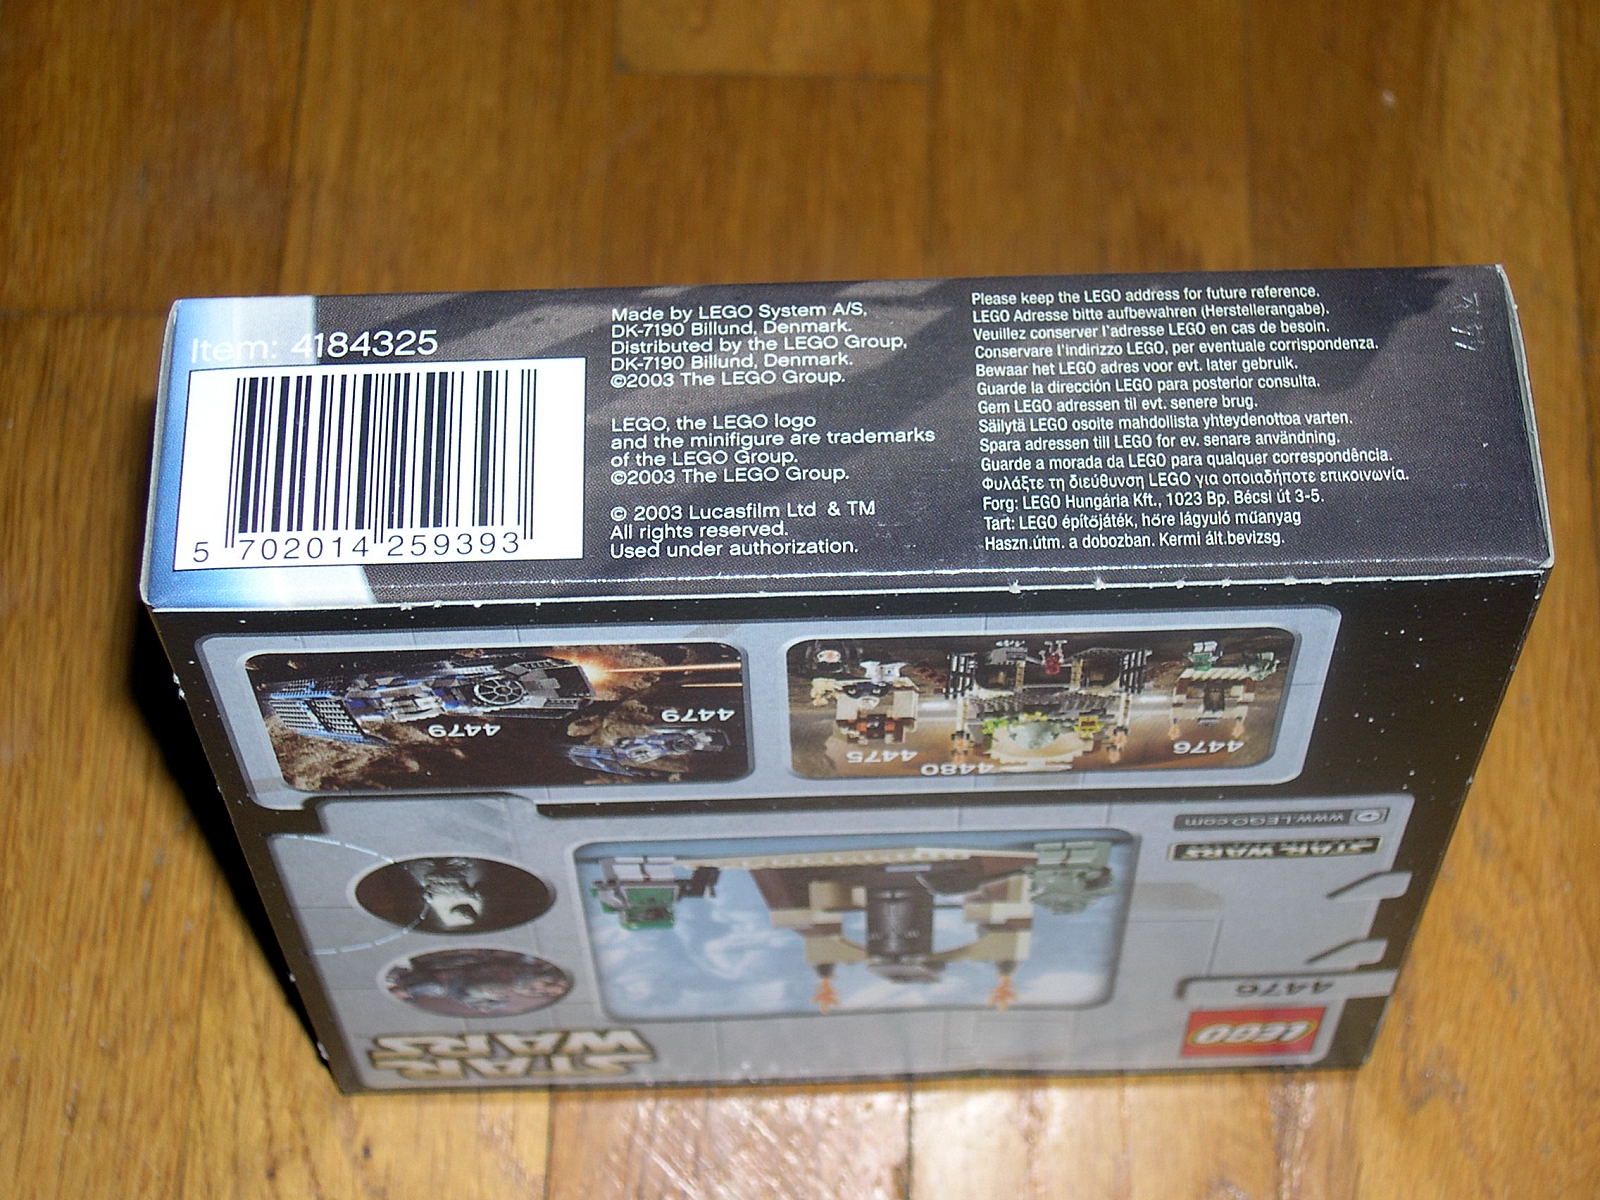 Item: 4184325
5 702014 259393
Made by LEGO System A/S,
DK-7190 Billund, Denmark.
Distributed by the LEGO Group,
DK-7190 Billund, Denmark.
©2003 The LEGO Group.
LEGO, the LEGO logo
and the minifigure are trademarks
of the LEGO Group.
©2003 The LEGO Group.
© 2003 Lucasfilm Ltd & TM
All rights reserved.
Used under authorization.
Please keep the LEGO address for future reference.
LEGO Adresse bitte aufbewahren (Herstellerangabe).
Veuillez conserver l'adresse LEGO en cas de besoin.
Conservare l'indirizzo LEGO, per eventuale corrispondenza.
Bewaar het LEGO adres voor evt. later gebruik.
Guarde la dirección LEGO para posterior consulta.
Gem LEGO adressen til evt. senere brug.
Säilytä LEGO osoite mahdollista yhteydenottoa varten.
Spara adressen till LEGO for ev. senare användning.
Guarde a morada da LEGO para qualquer correspondência.
Φυλάξτε τη διεύθυνση LEGO για οποιαδήποτε επικοινωνία.
Forg: LEGO Hungária Kft., 1023 Bp. Bécsi út 3-5.
Tart: LEGO építőjáték, hőre lágyuló műanyag
Haszn.útm. a dobozban. Kermi ált.bevizsg.
4479
4479
4475
4480
4476
www.LEGO.com
STAR WARS
4476
LEGO
STAR
WARS